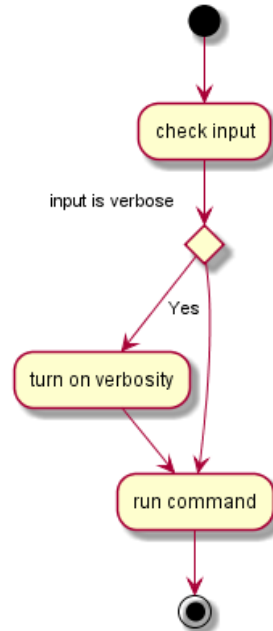 check input
input is verbose
Yes
turn on verbosity
run command